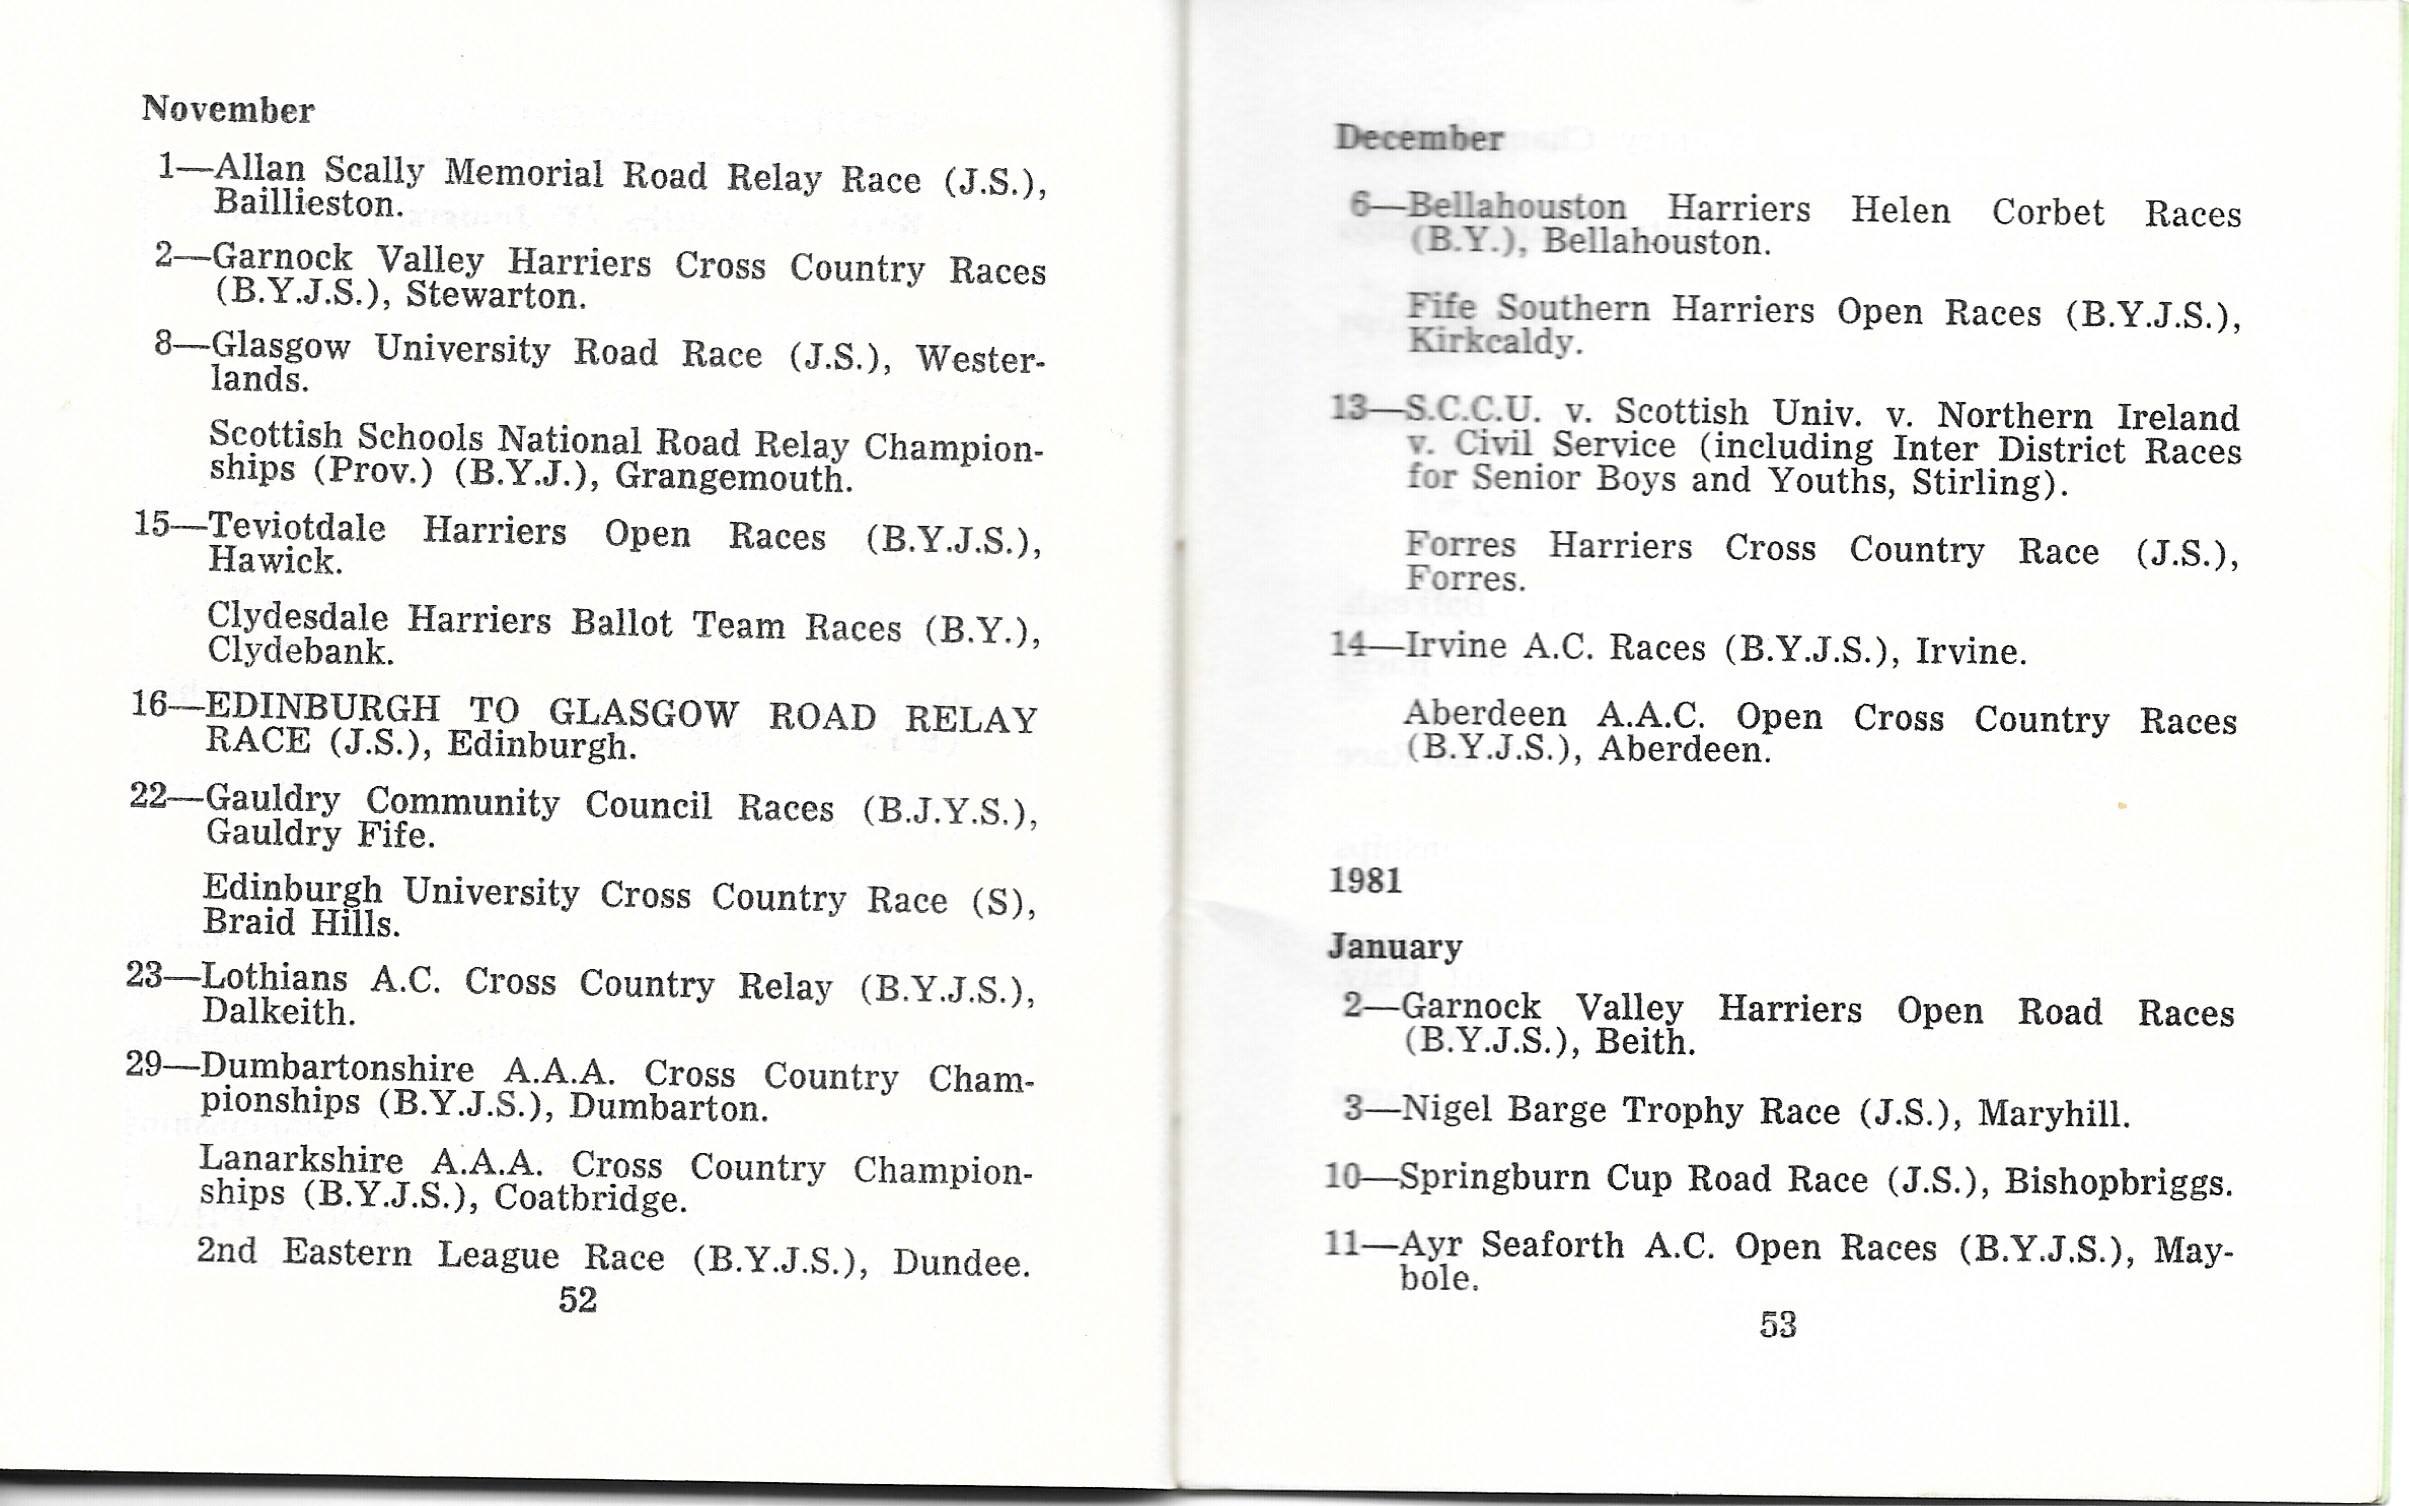 November
1—Allan Scally Memorial Road Relay Race (J.S.),
Baillieston.
2—Garnock Valley Harriers Cross Country Races
(B.Y.J.S.), Stewarton.
8—Glasgow University Road Race (J.S.), Wester-
lands.
Scottish Schools National Road Relay Champion-
ships (Prov.) (B.Y.J.), Grangemouth.
15—Teviotdale Harriers Open Races (B.Y.J.S.),
Hawick.
Clydesdale Harriers Ballot Team Races (B.Y.),
Clydebank.
16—EDINBURGH TO GLASGOW ROAD RELAY
RACE (J.S.), Edinburgh.
22—Gauldry Community Council Races (B.J.Y.S.),
Gauldry Fife.
Edinburgh University Cross Country Race (S),
Braid Hills.
23—Lothians A.C. Cross Country Relay (B.Y.J.S.),
Dalkeith.
29—Dumbartonshire A.A.A. Cross Country Cham-
pionships (B.Y.J.S.), Dumbarton.
Lanarkshire A.A.A. Cross Country Champion-
ships (B.Y.J.S.), Coatbridge.
2nd Eastern League Race (B.Y.J.S.), Dundee.
52
December
6—Bellahouston Harriers Helen Corbet Races
(B.Y.), Bellahouston.
Fife Southern Harriers Open Races (B.Y.J.S.),
Kirkcaldy.
13—S.C.C.U. v. Scottish Univ. v. Northern Ireland
v. Civil Service (including Inter District Races
for Senior Boys and Youths, Stirling).
Forres Harriers Cross Country Race (J.S.),
Forres.
14—Irvine A.C. Races (B.Y.J.S.), Irvine.
Aberdeen A.A.C. Open Cross Country Races
(B.Y.J.S.), Aberdeen.
1981
January
2—Garnock Valley Harriers Open Road Races
(B.Y.J.S.), Beith.
3—Nigel Barge Trophy Race (J.S.), Maryhill.
10—Springburn Cup Road Race (J.S.), Bishopbriggs.
11—Ayr Seaforth A.C. Open Races (B.Y.J.S.), May-
bole.
53